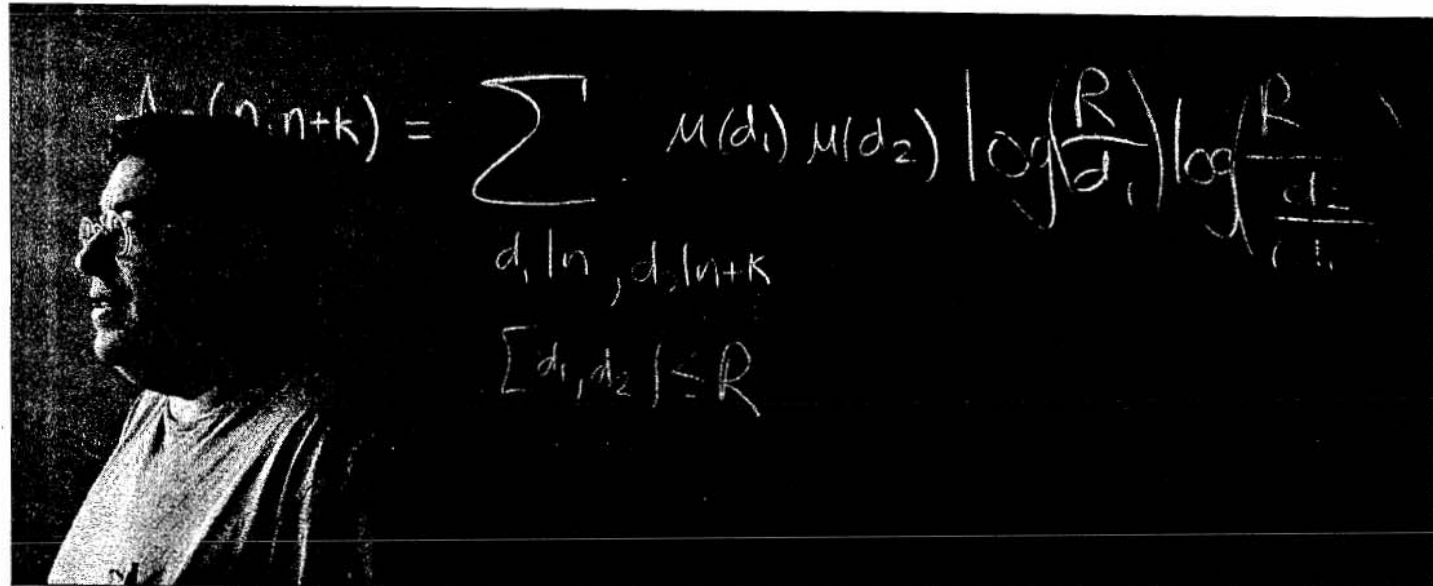 (n, n+k) = ∑ μ(d₁) μ(d₂) log(R/d₁) log(R/d₂
d₁|n, d₂|n+k
[d₁, d₂] ≤ R